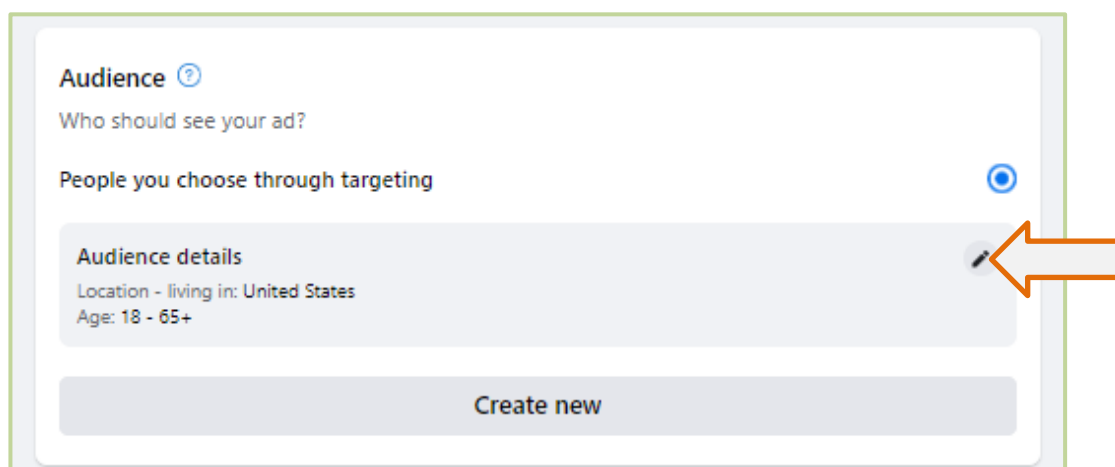 Audience
Who should see your ad?
People you choose through targeting
Audience details
Location - living in: United States
Age: 18 - 65+
Create new